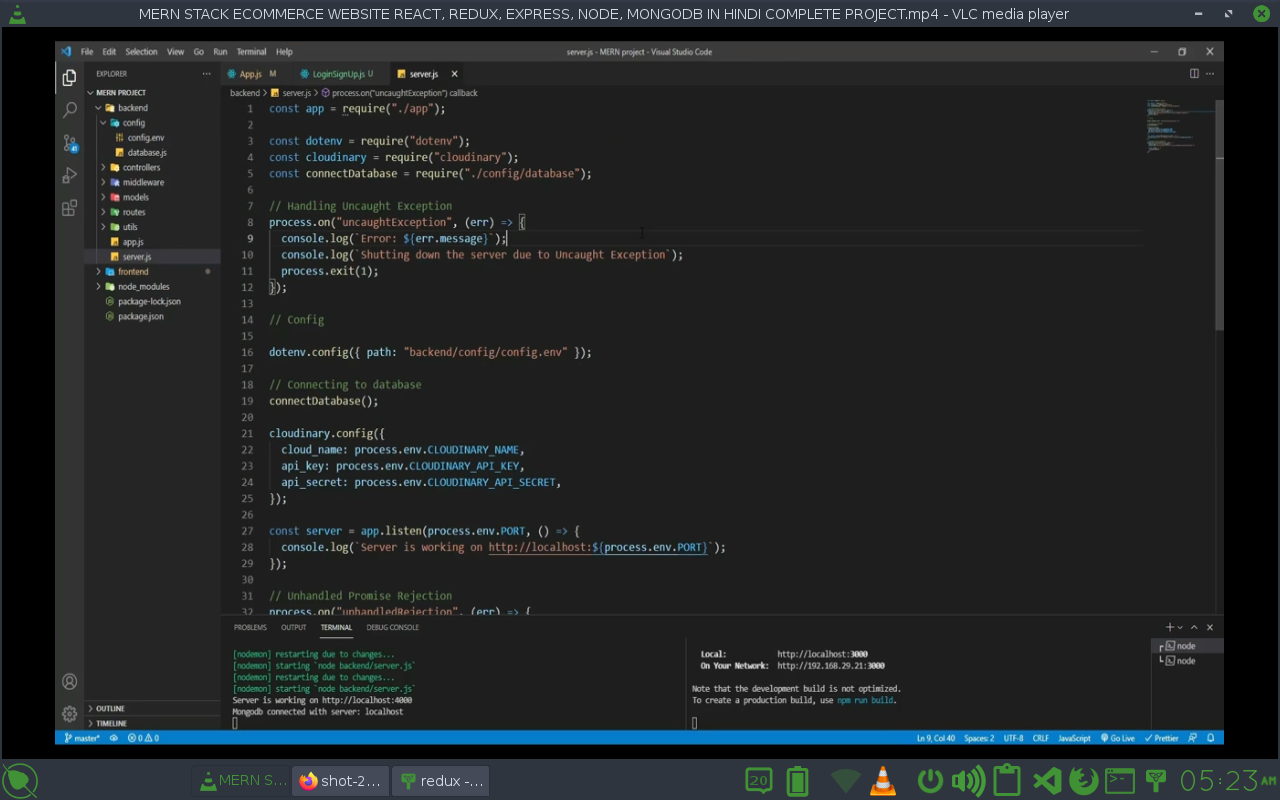 MERN STACK ECOMMERCE WEBSITE REACT, REDUX, EXPRESS, NODE, MONGODB IN HINDI COMPLETE PROJECT.mp4 - VLC media player
File Edit Selection View Go Run Terminal Help
server.js - MERN project - Visual Studio Code
EXPLORER
App.js M
LoginSignUp.js U
server.js
MERN PROJECT
backend > server.js > process.on("uncaughtException") callback
backend
config
config.env
database.js
controllers
middleware
models
routes
utils
app.js
server.js
frontend
node_modules
package-lock.json
package.json
41
1 const app = require("./app");
2
3 const dotenv = require("dotenv");
4 const cloudinary = require("cloudinary");
5 const connectDatabase = require("./config/database");
6
7 // Handling Uncaught Exception
8 process.on("uncaughtException", (err) => {
9 console.log(`Error: ${err.message}`);
10 console.log(`Shutting down the server due to Uncaught Exception`);
11 process.exit(1);
12 });
13
14 // Config
15
16 dotenv.config({ path: "backend/config/config.env" });
17
18 // Connecting to database
19 connectDatabase();
20
21 cloudinary.config({
22 cloud_name: process.env.CLOUDINARY_NAME,
23 api_key: process.env.CLOUDINARY_API_KEY,
24 api_secret: process.env.CLOUDINARY_API_SECRET,
25 });
26
27 const server = app.listen(process.env.PORT, () => {
28 console.log(`Server is working on http://localhost:${process.env.PORT}`);
29 });
30
31 // Unhandled Promise Rejection
32 process.on("unhandledRejection", (err) => {
PROBLEMS OUTPUT TERMINAL DEBUG CONSOLE
[nodemon] restarting due to changes...
[nodemon] starting `node backend/server.js`
[nodemon] restarting due to changes...
[nodemon] starting `node backend/server.js`
Server is working on http://localhost:4000
Mongodb connected with server: localhost
Local: http://localhost:3000
On Your Network: http://192.168.29.21:3000
Note that the development build is not optimized.
To create a production build, use npm run build.
node
node
OUTLINE
TIMELINE
master* 0 0
Ln 9, Col 40 Spaces: 2 UTF-8 CRLF JavaScript Go Live Prettier
MERN S...
shot-2...
redux -...
20
05:23 AM